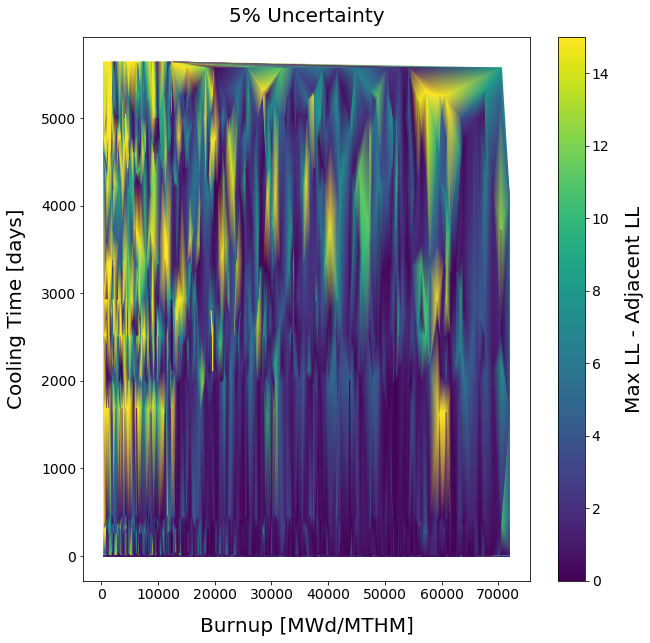 5% Uncertainty
Cooling Time [days]
5000
4000
3000
2000
1000
0
0 10000 20000 30000 40000 50000 60000 70000
Burnup [MWd/MTHM]
14
12
10
8
6
4
2
0
Max LL - Adjacent LL